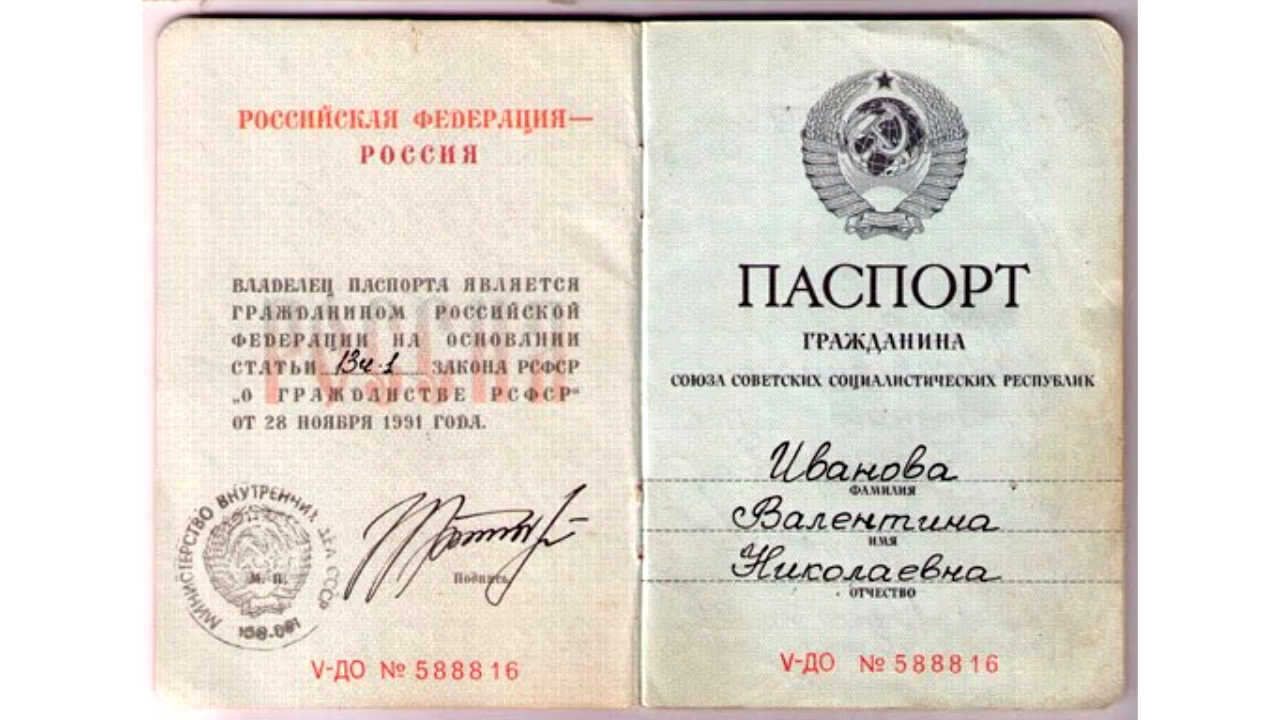 РОССИЙСКАЯ ФЕДЕРАЦИЯ—
РОССИЯ
ВЛАДЕЛЕЦ ПАСПОРТА ЯВЛЯЕТСЯ
ГРАЖДАНИНОМ РОССИЙСКОЙ
ФЕДЕРАЦИИ НА ОСНОВАНИИ
СТАТЬИ 13ч.1 ЗАКОНА РСФСР
„О ГРАЖДАНСТВЕ РСФСР“
ОТ 28 НОЯБРЯ 1991 ГОДА.
МИНИСТЕРСТВО ВНУТРЕННИХ ДЕЛ СССР
М. П.
Подпись
V-ДО № 588816
ПАСПОРТ
ГРАЖДАНИНА
СОЮЗА СОВЕТСКИХ СОЦИАЛИСТИЧЕСКИХ РЕСПУБЛИК
Иванова
ФАМИЛИЯ
Валентина
ИМЯ
Николаевна
ОТЧЕСТВО
V-ДО № 588816